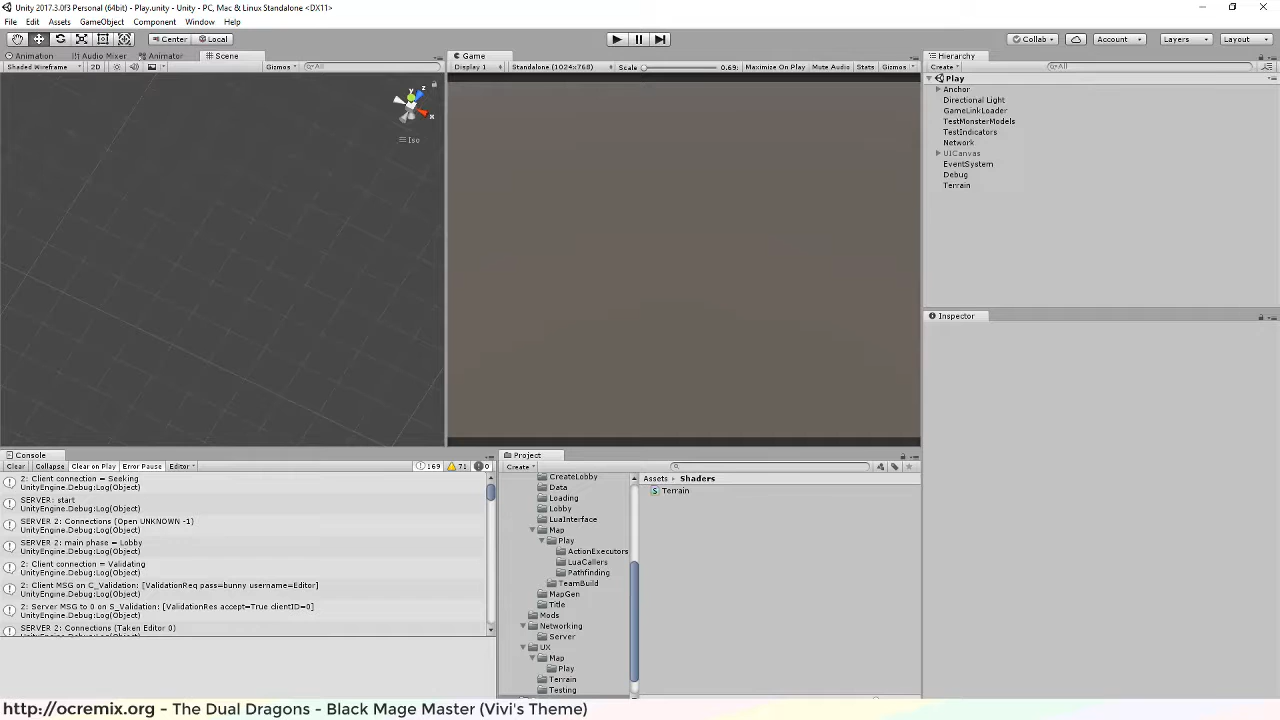 Unity 2017.3.0f3 Personal (64bit) - Play.unity - Unity - PC, Mac & Linux Standalone <DX11>
File Edit Assets GameObject Component Window Help
Center Local
Collab Account Layers Layout
Animation Audio Mixer Animator Scene
Shaded Wireframe 2D Gizmos All
y z x
Iso
Game
Display 1 Standalone (1024x768) Scale 0.69: Maximize On Play Mute Audio Stats Gizmos
Hierarchy
Create All
Play
Anchor
Directional Light
GameLinkLoader
TestMonsterModels
TestIndicators
Network
UICanvas
EventSystem
Debug
Terrain
Inspector
Console
Clear Collapse Clear on Play Error Pause Editor 169 71 0
2: Client connection = Seeking
UnityEngine.Debug:Log(Object)
SERVER: start
UnityEngine.Debug:Log(Object)
SERVER 2: Connections (Open UNKNOWN -1)
UnityEngine.Debug:Log(Object)
SERVER 2: main phase = Lobby
UnityEngine.Debug:Log(Object)
2: Client connection = Validating
UnityEngine.Debug:Log(Object)
2: Client MSG on C_Validation: [ValidationReq pass=bunny username=Editor]
UnityEngine.Debug:Log(Object)
2: Server MSG to 0 on S_Validation: [ValidationRes accept=True clientID=0]
UnityEngine.Debug:Log(Object)
SERVER 2: Connections (Taken Editor 0)
UnityEngine.Debug:Log(Object)
Project
Create
CreateLobby
Data
Loading
Lobby
LuaInterface
Map
Play
ActionExecutors
LuaCallers
Pathfinding
TeamBuild
MapGen
Title
Mods
Networking
Server
UX
Map
Play
Terrain
Testing
Assets Shaders
Terrain
http://ocremix.org - The Dual Dragons - Black Mage Master (Vivi's Theme)